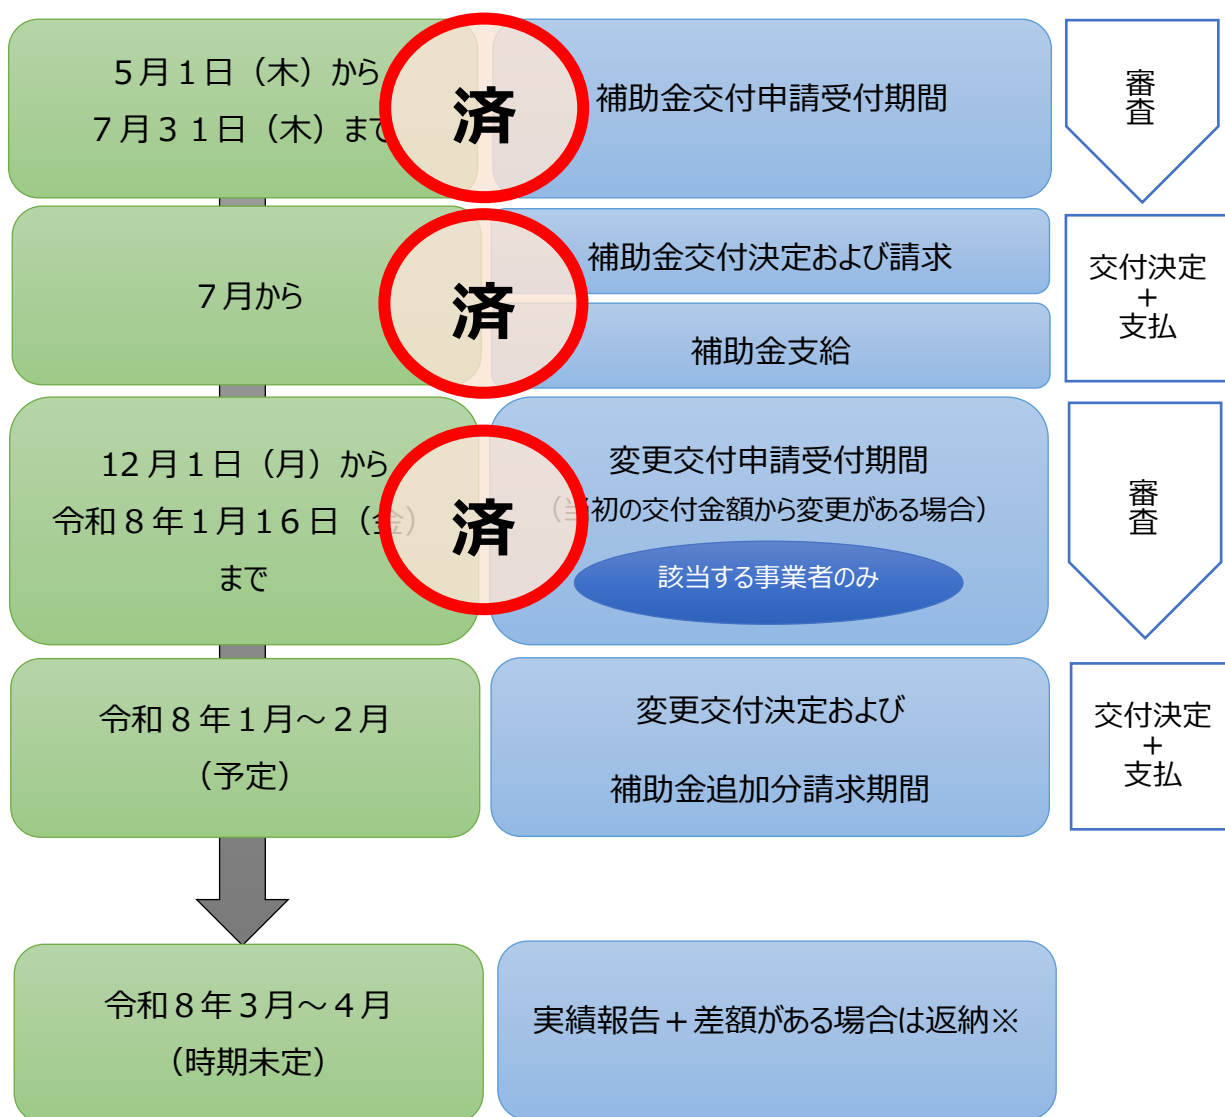 ５月１日（木）から
７月３１日（木）まで
済
補助金交付申請受付期間
審査
７月から
済
補助金交付決定および請求
補助金支給
交付決定
+
支払
12月１日（月）から
令和８年１月16日（金）
まで
済
変更交付申請受付期間
（当初の交付金額から変更がある場合）
該当する事業者のみ
審査
令和８年１月～２月
（予定）
変更交付決定および
補助金追加分請求期間
交付決定
+
支払
令和８年３月～４月
（時期未定）
実績報告＋差額がある場合は返納※